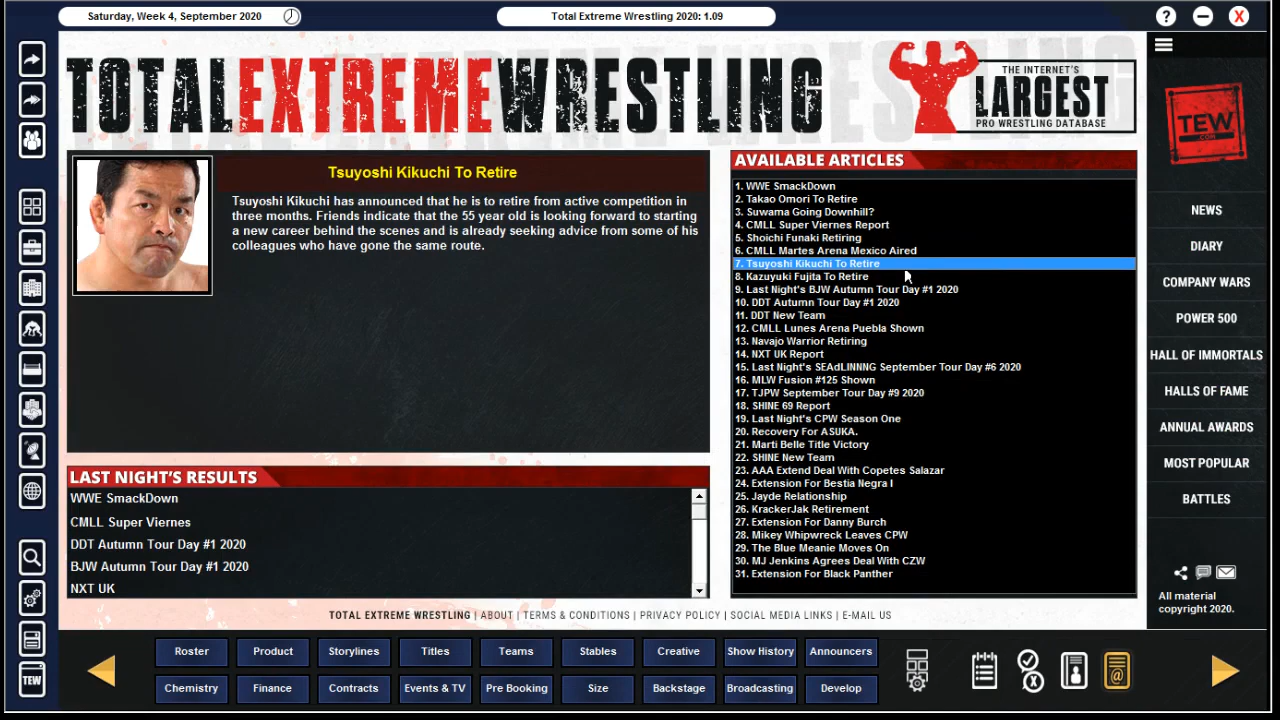 Saturday, Week 4, September 2020
Total Extreme Wrestling 2020: 1.09
?
X
TOTALEXTREMEWRESTLING
THE INTERNET'S
LARGEST
PRO WRESTLING DATABASE
TEW
.COM
Tsuyoshi Kikuchi To Retire
Tsuyoshi Kikuchi has announced that he is to retire from active competition in
three months. Friends indicate that the 55 year old is looking forward to starting
a new career behind the scenes and is already seeking advice from some of his
colleagues who have gone the same route.
LAST NIGHT'S RESULTS
WWE SmackDown
CMLL Super Viernes
DDT Autumn Tour Day #1 2020
BJW Autumn Tour Day #1 2020
NXT UK
AVAILABLE ARTICLES
1. WWE SmackDown
2. Takao Omori To Retire
3. Suwama Going Downhill?
4. CMLL Super Viernes Report
5. Shoichi Funaki Retiring
6. CMLL Martes Arena Mexico Aired
7. Tsuyoshi Kikuchi To Retire
8. Kazuyuki Fujita To Retire
9. Last Night's BJW Autumn Tour Day #1 2020
10. DDT Autumn Tour Day #1 2020
11. DDT New Team
12. CMLL Lunes Arena Puebla Shown
13. Navajo Warrior Retiring
14. NXT UK Report
15. Last Night's SEAdLINNNG September Tour Day #6 2020
16. MLW Fusion #125 Shown
17. TJPW September Tour Day #9 2020
18. SHINE 69 Report
19. Last Night's CPW Season One
20. Recovery For ASUKA.
21. Marti Belle Title Victory
22. SHINE New Team
23. AAA Extend Deal With Copetes Salazar
24. Extension For Bestia Negra I
25. Jayde Relationship
26. KrackerJak Retirement
27. Extension For Danny Burch
28. Mikey Whipwreck Leaves CPW
29. The Blue Meanie Moves On
30. MJ Jenkins Agrees Deal With CZW
31. Extension For Black Panther
NEWS
DIARY
COMPANY WARS
POWER 500
HALL OF IMMORTALS
HALLS OF FAME
ANNUAL AWARDS
MOST POPULAR
BATTLES
All material
copyright 2020.
TOTAL EXTREME WRESTLING | ABOUT | TERMS & CONDITIONS | PRIVACY POLICY | SOCIAL MEDIA LINKS | E-MAIL US
Roster
Product
Storylines
Titles
Teams
Stables
Creative
Show History
Announcers
Chemistry
Finance
Contracts
Events & TV
Pre Booking
Size
Backstage
Broadcasting
Develop
TEW